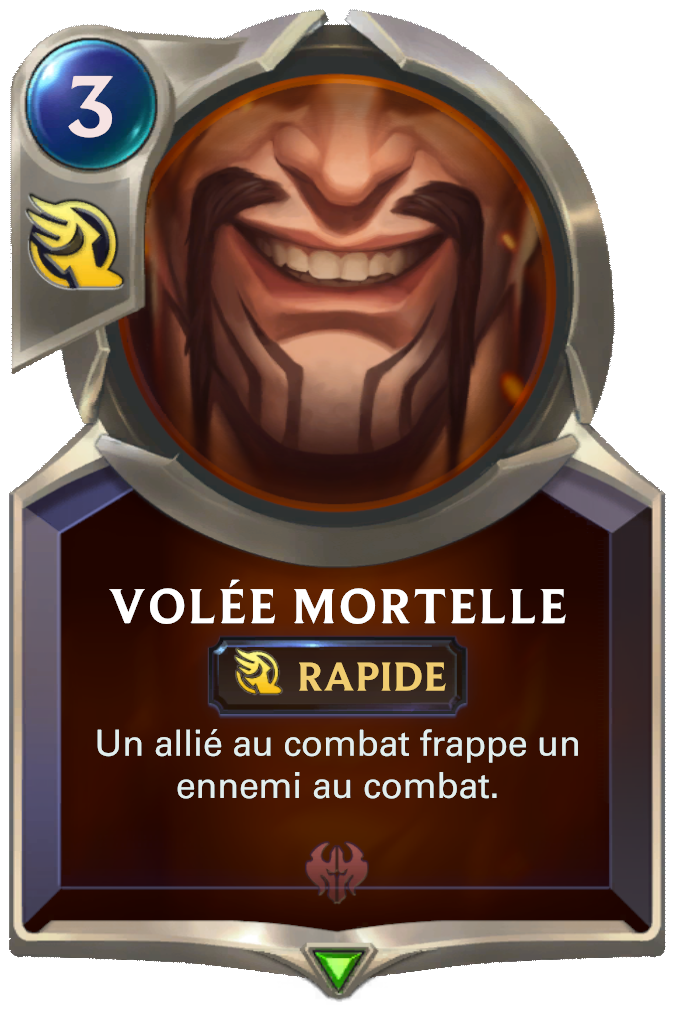 3
VOLÉE MORTELLE
RAPIDE
Un allié au combat frappe un
ennemi au combat.